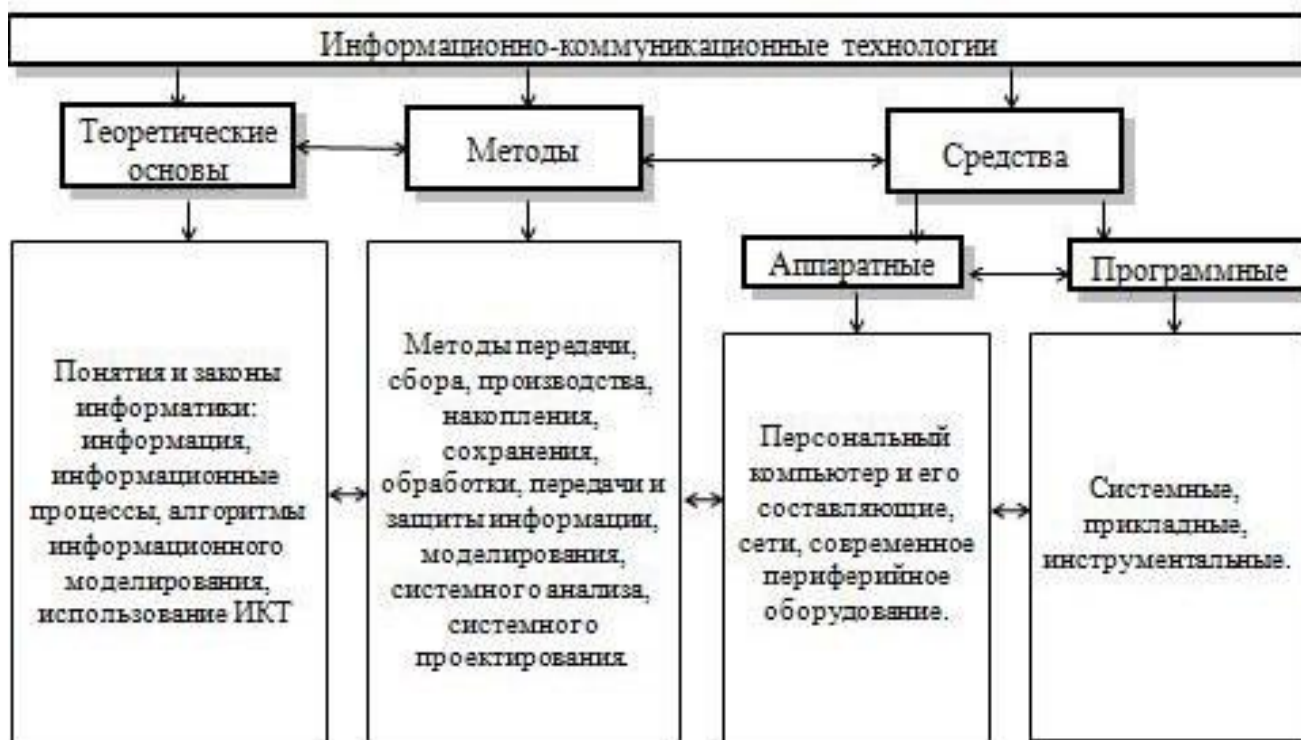 Информационно-коммуникационные технологии
Теоретические
основы
Методы
Средства
Аппаратные
Программные
Понятия и законы
информатики:
информация,
информационные
процессы, алгоритмы
информационного
моделирования,
использование ИКТ
Методы передачи,
сбора, производства,
накопления,
сохранения,
обработки, передачи и
защиты информации,
моделирования,
системного анализа,
системного
проектирования.
Персональный
компьютер и его
составляющие,
сети, современное
периферийное
оборудование.
Системные,
прикладные,
инструментальные.